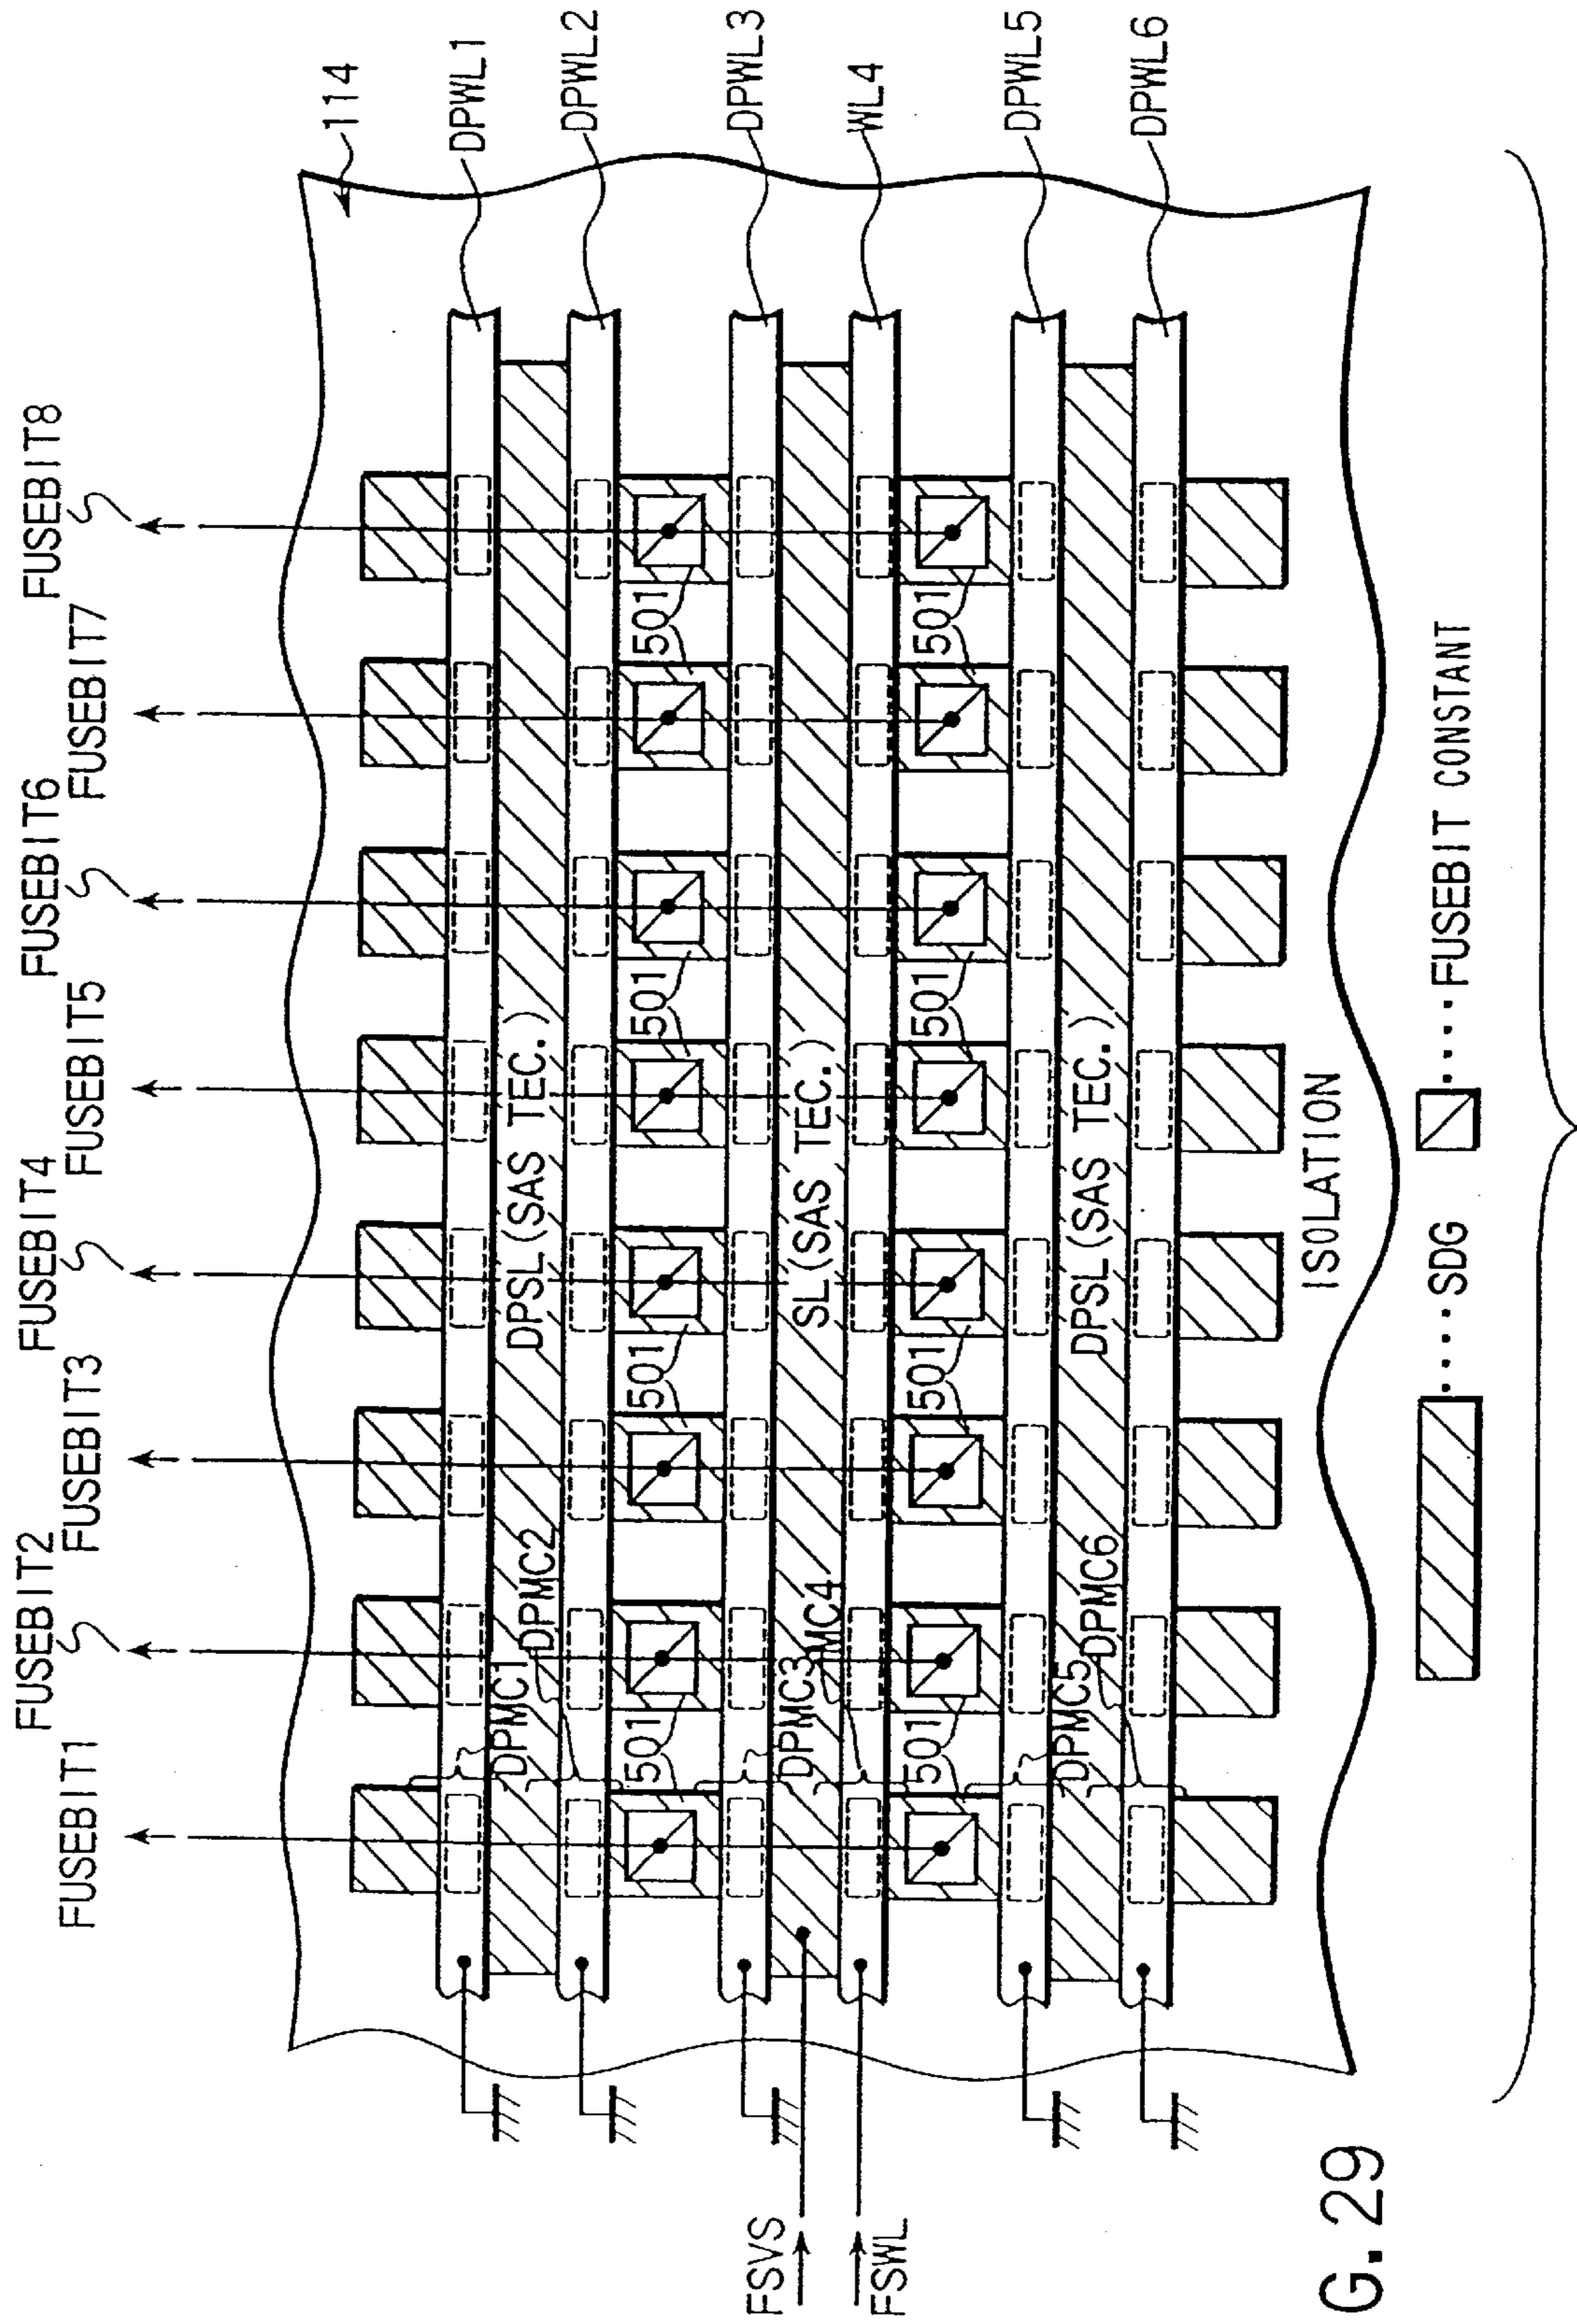 114
DPWL1
DPWL2
DPWL3
WL4
DPWL5
DPWL6
FUSEBIT1
FUSEBIT2
FUSEBIT3
FUSEBIT4
FUSEBIT5
FUSEBIT6
FUSEBIT7
FUSEBIT8
DPSL(SAS TEC.)
DPMC1
DPMC2
501
501
501
501
SL(SAS TEC.)
DPMC3
MC4
501
501
501
501
DPSL(SAS TEC.)
DPMC5
DPMC6
ISOLATION
FSVS
FSWL
SDG
FUSEBIT CONSTANT
G. 29